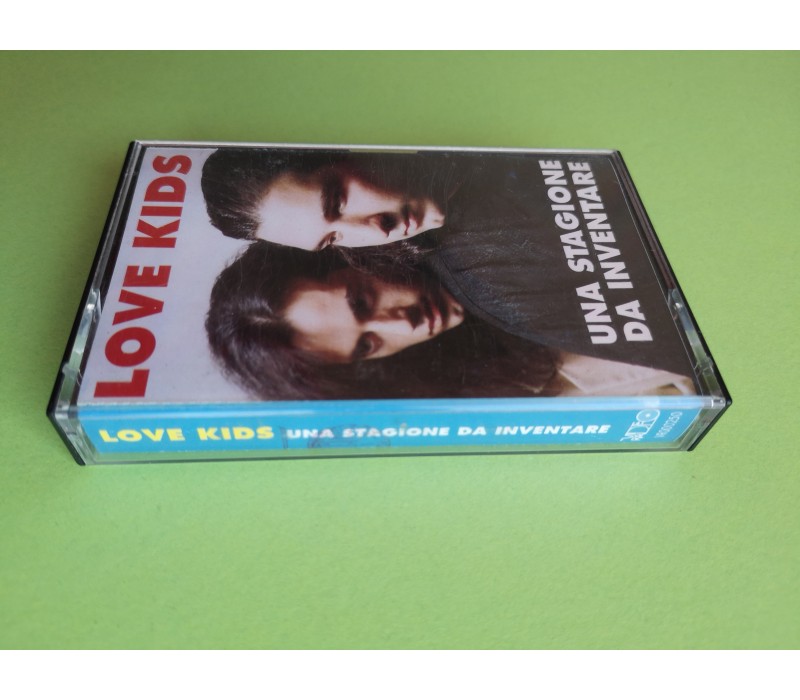 LOVE KIDS
UNA STAGIONE
DA INVENTARE
LOVE KIDS UNA STAGIONE DA INVENTARE